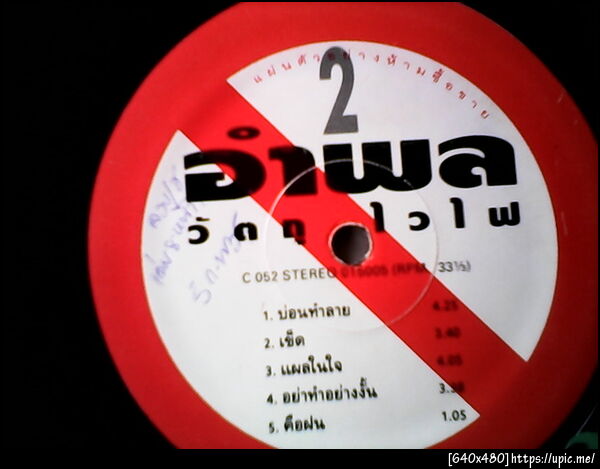 แผ่นตัวอย่างห้ามซื้อขาย
2
อำพล
วัตถุไวไฟ
C 052 STEREO 015005 (RPM 33⅓)
1. บ่อนทำลาย 4.25
2. เข็ด 3.40
3. แผลในใจ 4.05
4. อย่าทำอย่างงั้น
5. คือฝน 1.05
[640x480] https://upic.me/